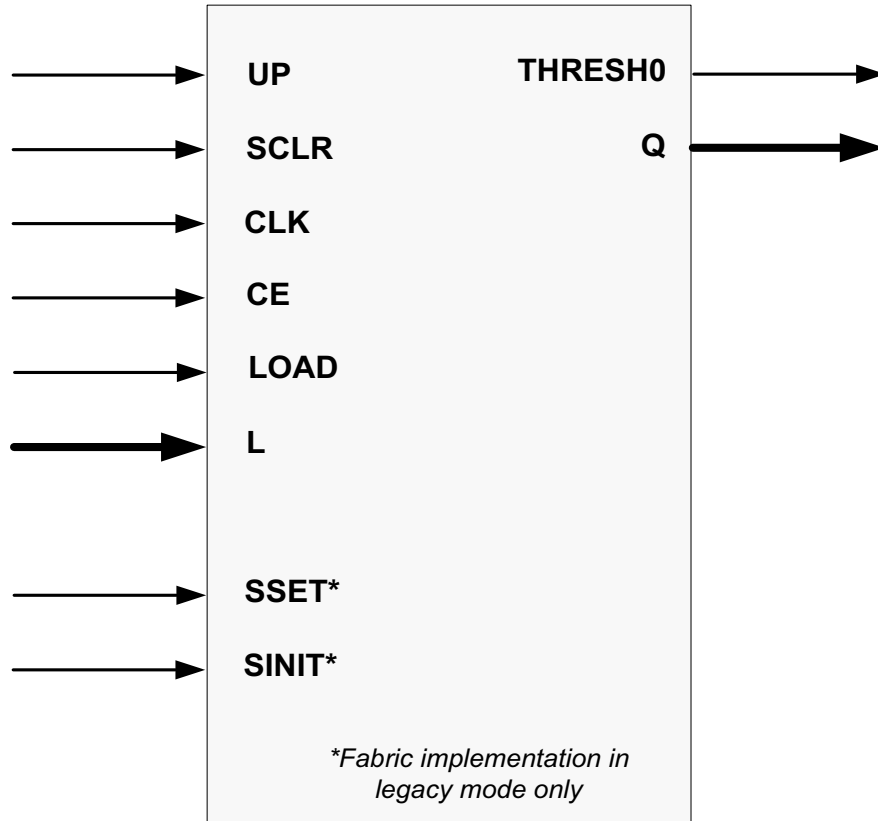 UP
THRESH0
SCLR
Q
CLK
CE
LOAD
L
SSET*
SINIT*
*Fabric implementation in
legacy mode only